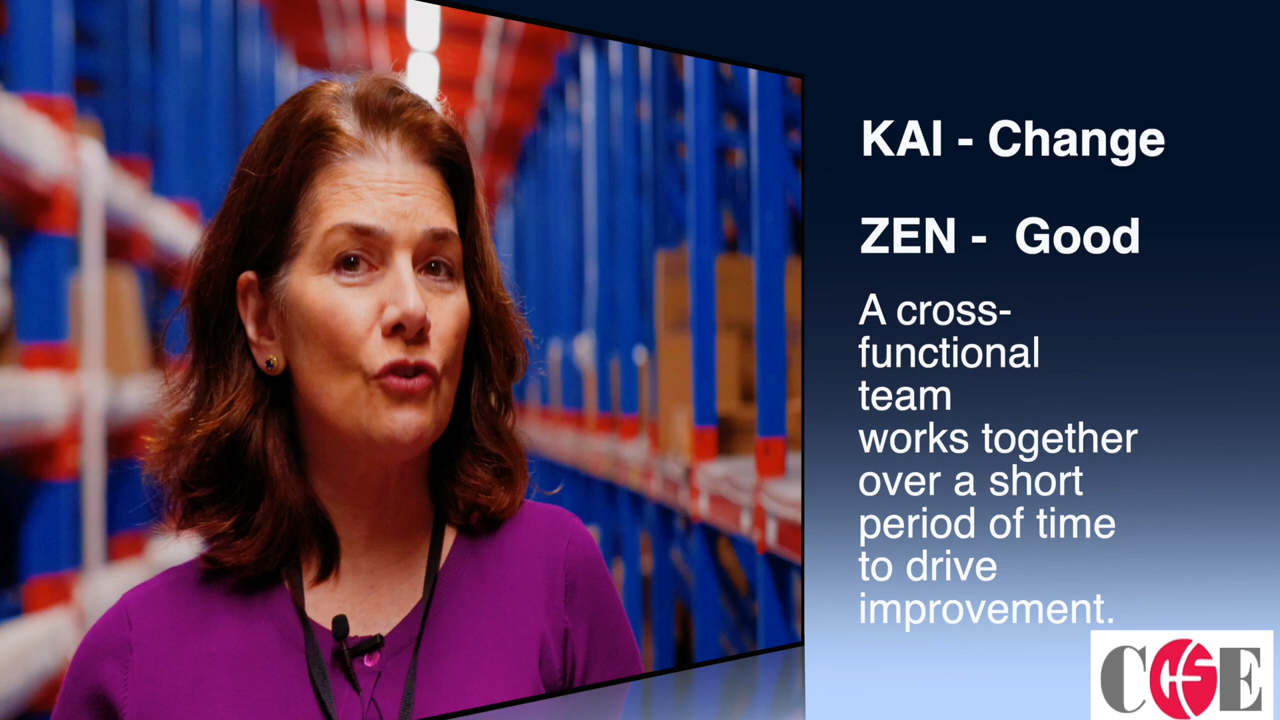 KAI - Change
ZEN - Good
A cross-
functional
team
works together
over a short
period of time
to drive
improvement.
CHSE